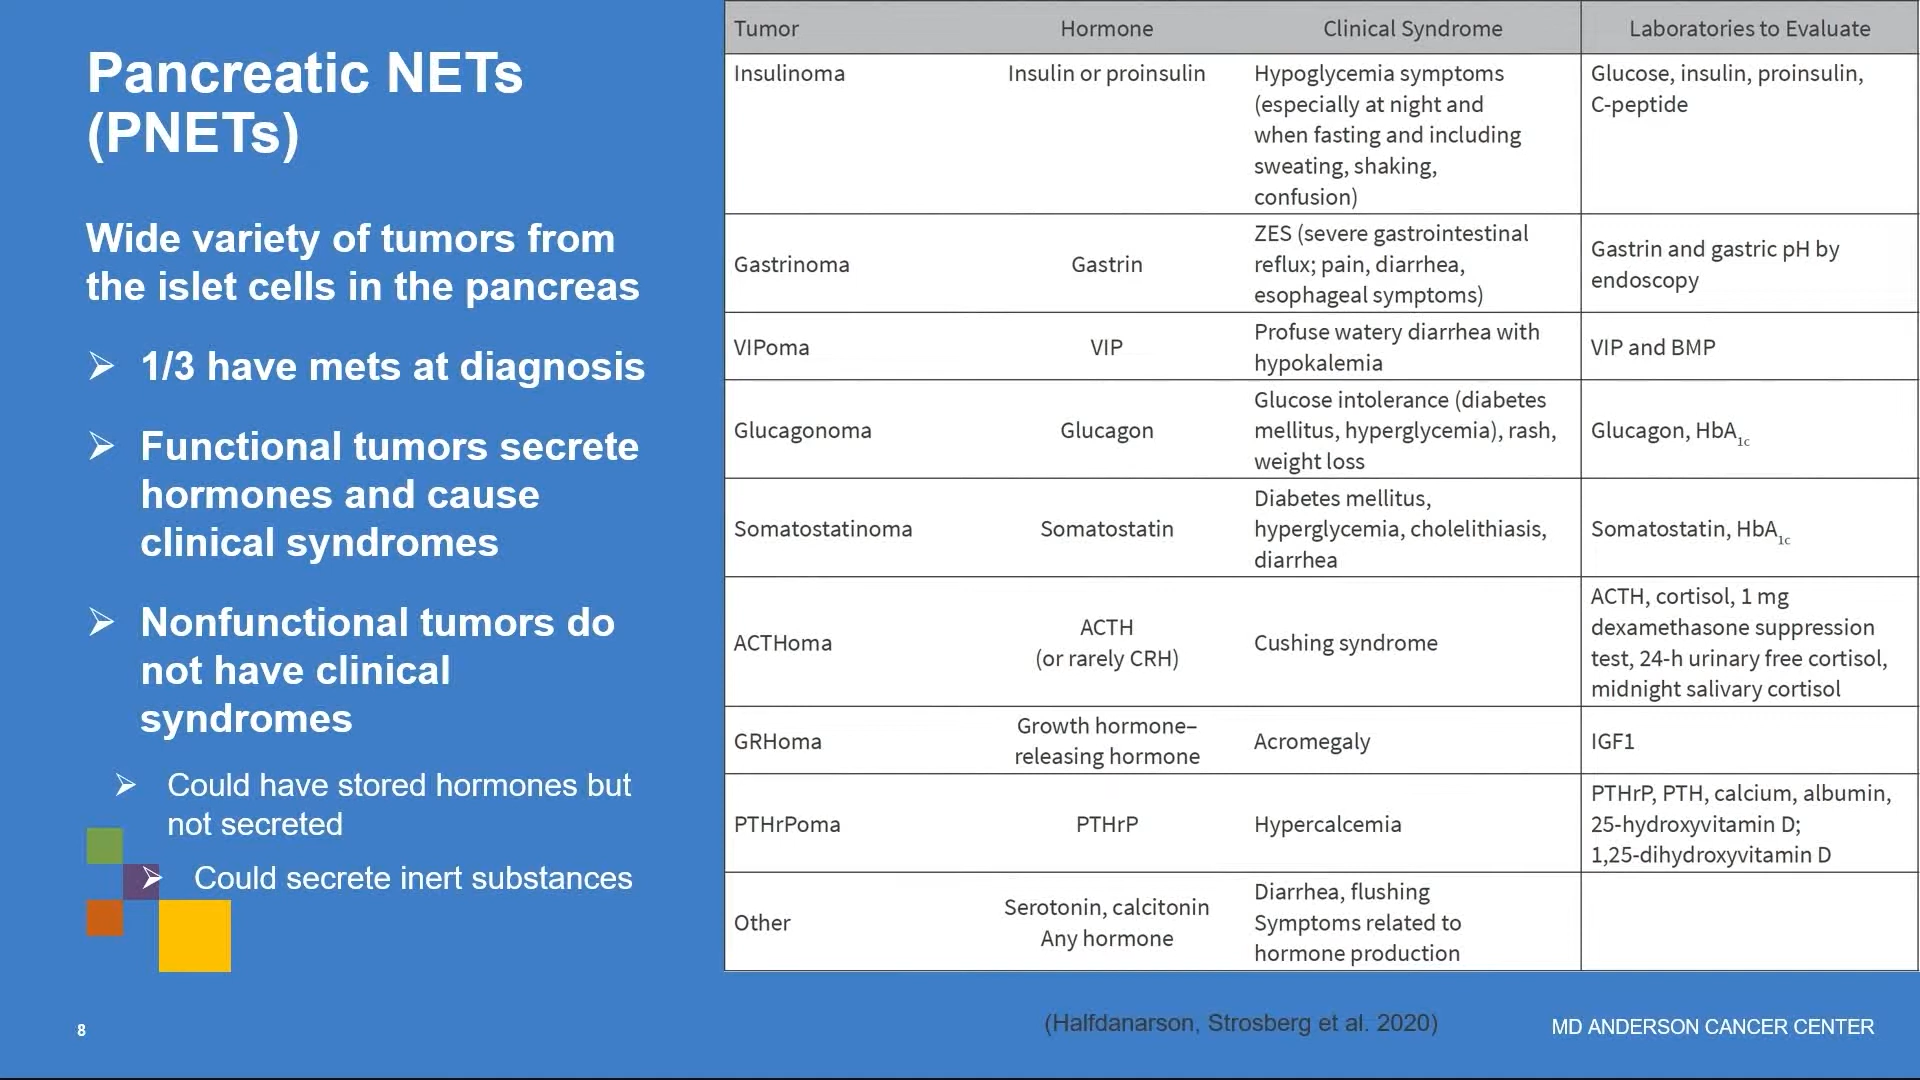 Pancreatic NETs
(PNETs)
Wide variety of tumors from
the islet cells in the pancreas
➢ 1/3 have mets at diagnosis
➢ Functional tumors secrete
hormones and cause
clinical syndromes
➢ Nonfunctional tumors do
not have clinical
syndromes
➢ Could have stored hormones but
not secreted
➢ Could secrete inert substances
8
Tumor Hormone Clinical Syndrome Laboratories to Evaluate
Insulinoma Insulin or proinsulin Hypoglycemia symptoms Glucose, insulin, proinsulin,
(especially at night and C-peptide
when fasting and including
sweating, shaking,
confusion)
ZES (severe gastrointestinal
Gastrinoma Gastrin reflux; pain, diarrhea, Gastrin and gastric pH by
esophageal symptoms) endoscopy
VIPoma VIP Profuse watery diarrhea with VIP and BMP
hypokalemia
Glucose intolerance (diabetes
Glucagonoma Glucagon mellitus, hyperglycemia), rash, Glucagon, HbA1c
weight loss
Diabetes mellitus,
Somatostatinoma Somatostatin hyperglycemia, cholelithiasis, Somatostatin, HbA1c
diarrhea
ACTHoma ACTH Cushing syndrome ACTH, cortisol, 1 mg
(or rarely CRH) dexamethasone suppression
test, 24-h urinary free cortisol,
midnight salivary cortisol
GRHoma Growth hormone– Acromegaly IGF1
releasing hormone
PTHrPoma PTHrP Hypercalcemia PTHrP, PTH, calcium, albumin,
25-hydroxyvitamin D;
1,25-dihydroxyvitamin D
Other Serotonin, calcitonin Diarrhea, flushing
Any hormone Symptoms related to
hormone production
(Halfdanarson, Strosberg et al. 2020)
MD ANDERSON CANCER CENTER